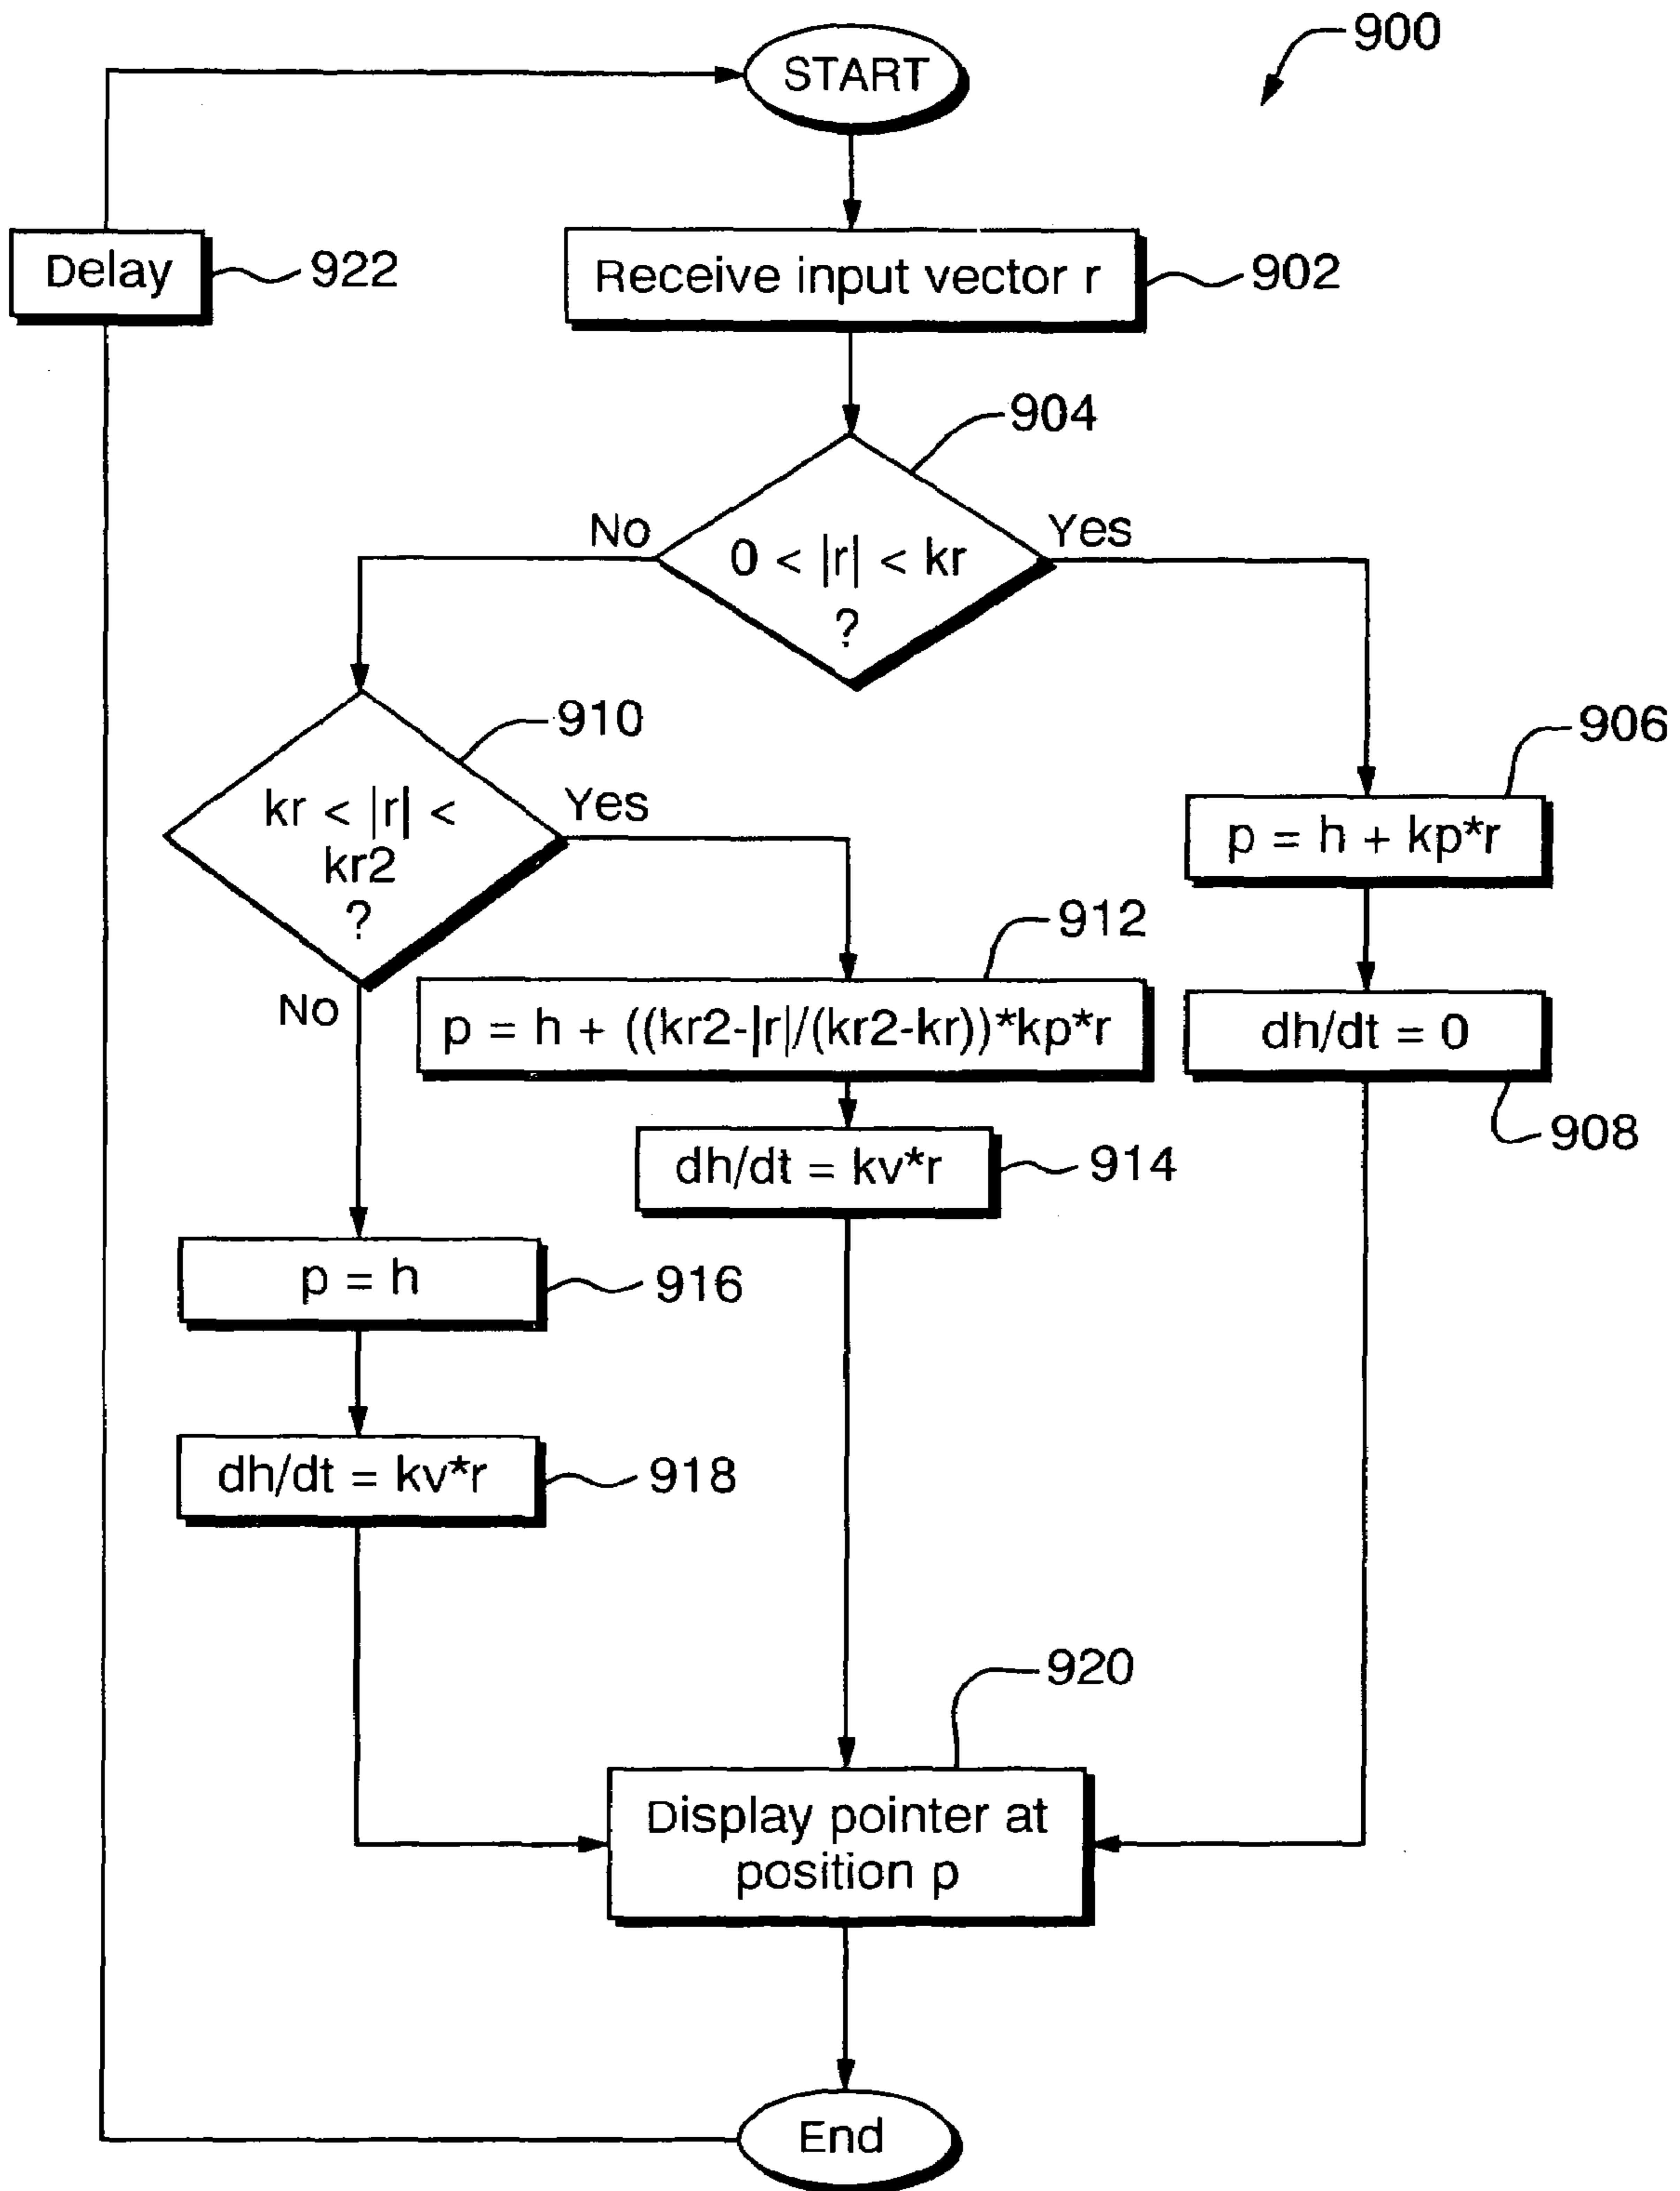 900
START
Delay
922
Receive input vector r
902
904
No
Yes
0 < |r| < kr
?
910
906
kr < |r| <
kr2
?
Yes
p = h + kp*r
912
No
p = h + ((kr2-|r|/(kr2-kr))*kp*r
dh/dt = 0
908
dh/dt = kv*r
914
p = h
916
dh/dt = kv*r
918
920
Display pointer at
position p
End